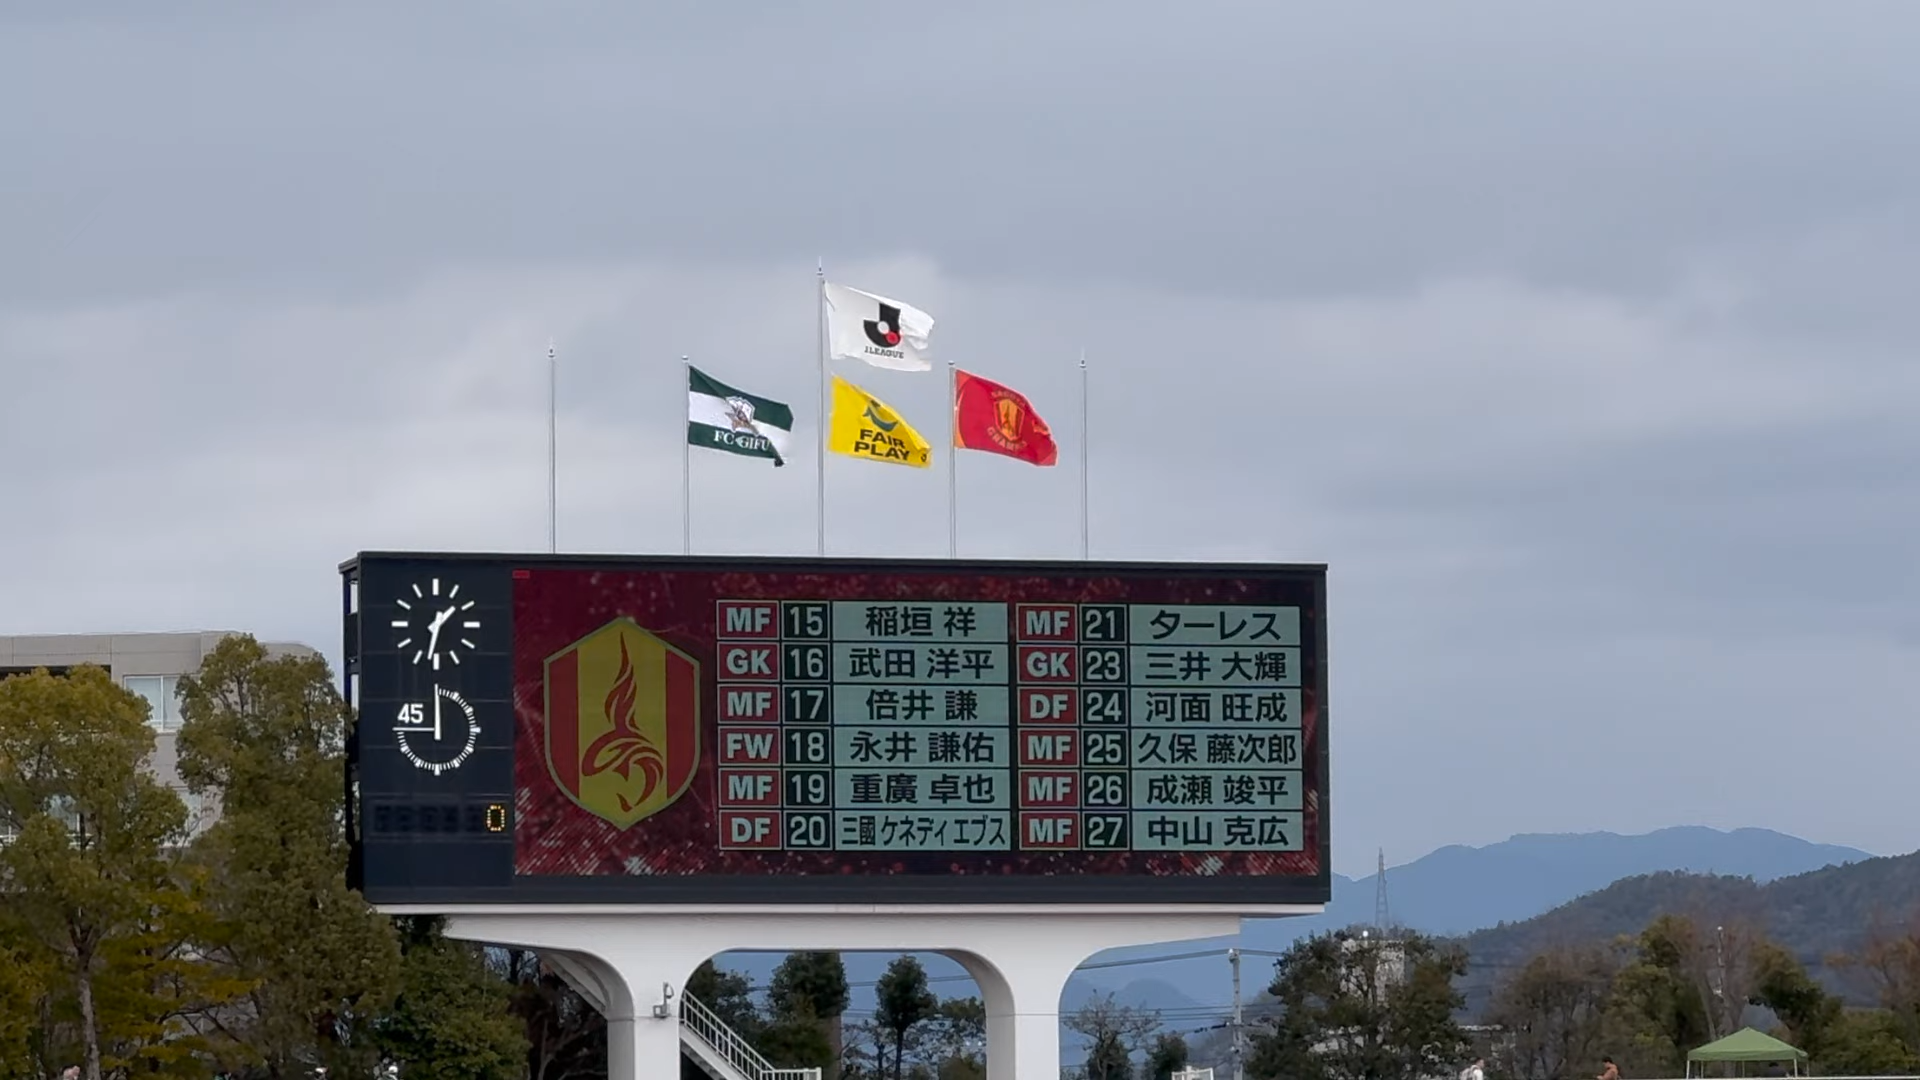 J.LEAGUE
FC GIFU
FAIR
PLAY
NAGOYA
GRAMPUS
45
0
MF 15 稲垣 祥
GK 16 武田 洋平
MF 17 倍井 謙
FW 18 永井 謙佑
MF 19 重廣 卓也
DF 20 三國 ケネディエブス
MF 21 ターレス
GK 23 三井 大輝
DF 24 河面 旺成
MF 25 久保 藤次郎
MF 26 成瀬 竣平
MF 27 中山 克広